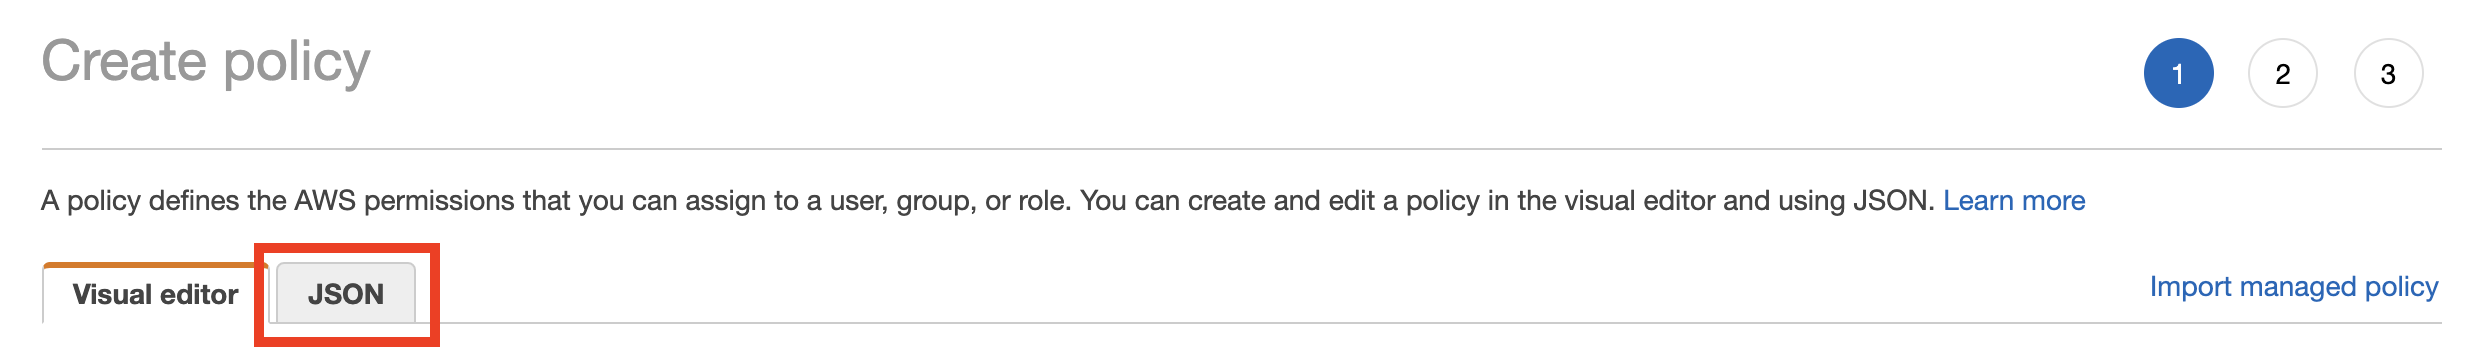 Create policy
1 2 3
A policy defines the AWS permissions that you can assign to a user, group, or role. You can create and edit a policy in the visual editor and using JSON. Learn more
Visual editor JSON Import managed policy